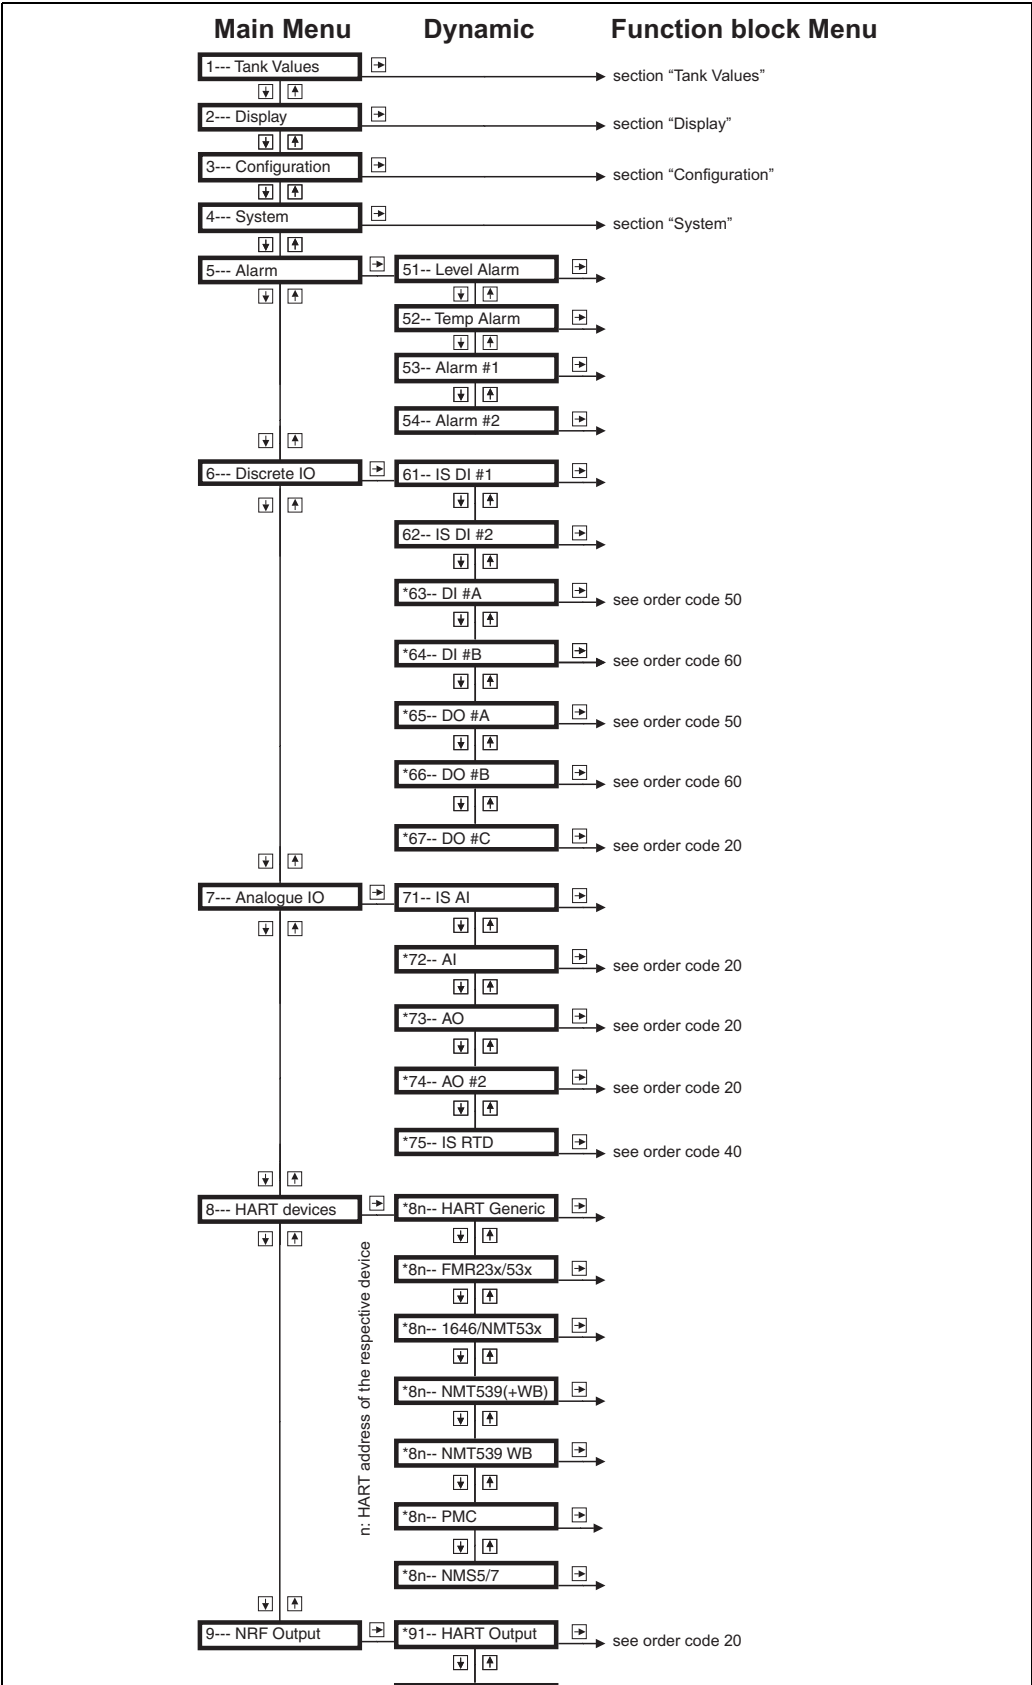 Main Menu Dynamic Function block Menu
1--- Tank Values section “Tank Values”
2--- Display section “Display”
3--- Configuration section “Configuration”
4--- System section “System”
5--- Alarm 51-- Level Alarm
52-- Temp Alarm
53-- Alarm #1
54-- Alarm #2
6--- Discrete IO 61-- IS DI #1
62-- IS DI #2
*63-- DI #A see order code 50
*64-- DI #B see order code 60
*65-- DO #A see order code 50
*66-- DO #B see order code 60
*67-- DO #C see order code 20
7--- Analogue IO 71-- IS AI
*72-- AI see order code 20
*73-- AO see order code 20
*74-- AO #2 see order code 20
*75-- IS RTD see order code 40
8--- HART devices *8n-- HART Generic
*8n-- FMR23x/53x
*8n-- 1646/NMT53x
*8n-- NMT539(+WB)
*8n-- NMT539 WB
*8n-- PMC
*8n-- NMS5/7
n: HART address of the respective device
9--- NRF Output *91-- HART Output see order code 20